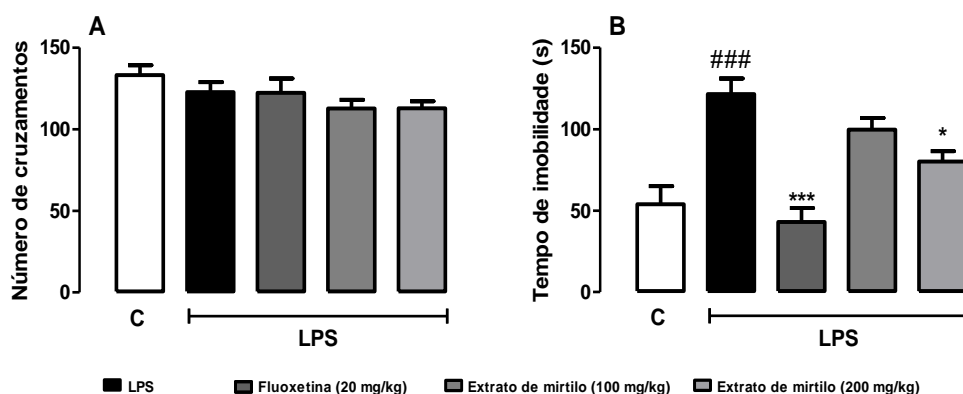 A
Número de cruzamentos
150
100
50
0
C
LPS
B
Tempo de imobilidade (s)
150
100
50
0
###
***
*
C
LPS
LPS
Fluoxetina (20 mg/kg)
Extrato de mirtilo (100 mg/kg)
Extrato de mirtilo (200 mg/kg)